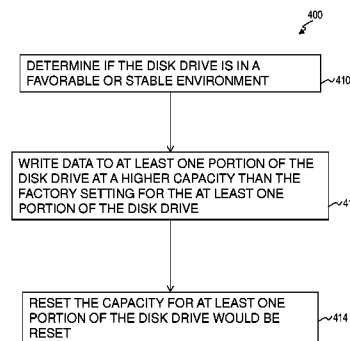 400
DETERMINE IF THE DISK DRIVE IS IN A
FAVORABLE OR STABLE ENVIRONMENT
410
WRITE DATA TO AT LEAST ONE PORTION OF THE
DISK DRIVE AT A HIGHER CAPACITY THAN THE
FACTORY SETTING FOR THE AT LEAST ONE
PORTION OF THE DISK DRIVE
RESET THE CAPACITY FOR AT LEAST ONE
PORTION OF THE DISK DRIVE WOULD BE
RESET
414